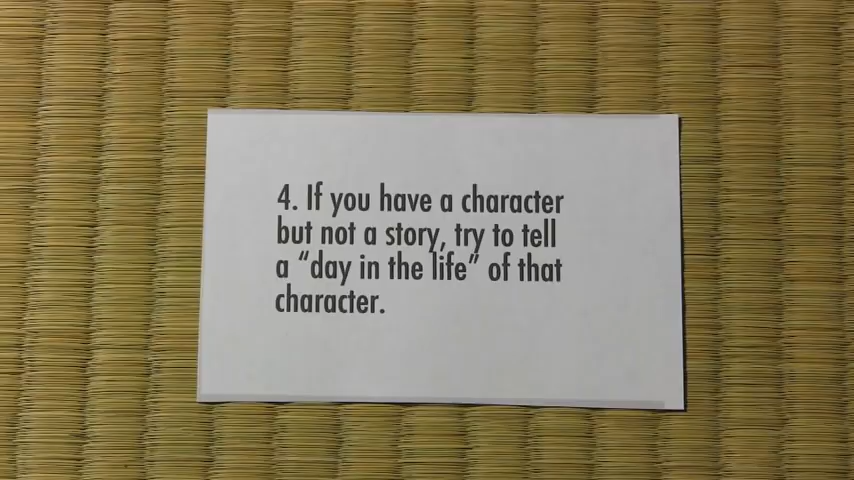 4. If you have a character
but not a story, try to tell
a “day in the life” of that
character.